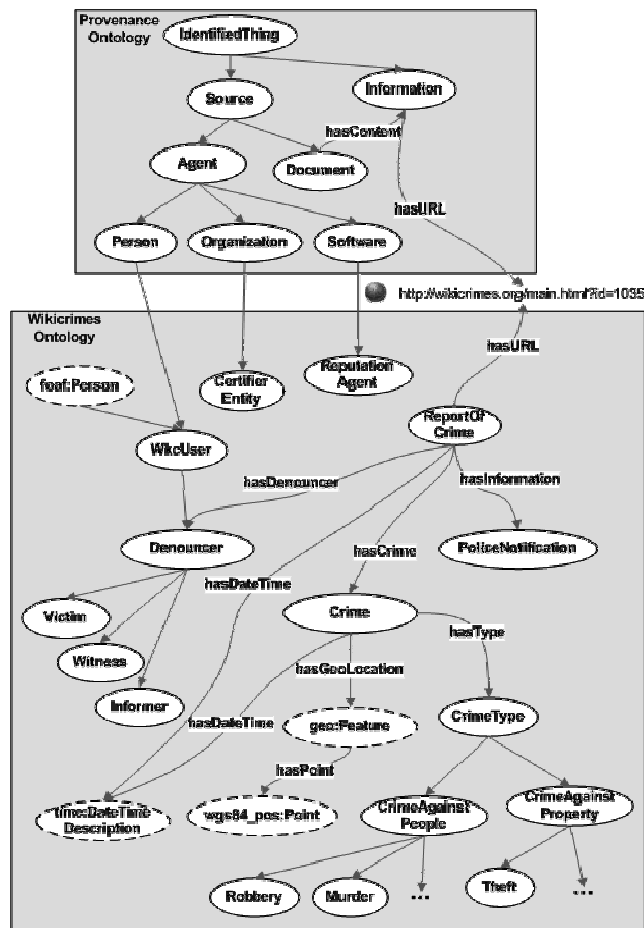 Provenance
Ontology
IdentifiedThing
Source
Information
hasContent
Agent
Document
hasURL
Person
Organization
Software
http://wikicrimes.org/main.html?id=1035
Wikicrimes
Ontology
hasURL
foaf:Person
Certifier
Entity
Reputation
Agent
ReportOf
Crime
WkcUser
hasDenouncer
hasInformation
Denouncer
PoliceNotification
hasDateTime
hasCrime
Victim
Crime
hasType
Witness
hasGeoLocation
Informer
hasDateTime
geo:Feature
CrimeType
hasPoint
time:DateTime
Description
wgs84_pos:Point
CrimeAgainst
People
CrimeAgainst
Property
Robbery
Murder
...
Theft
...